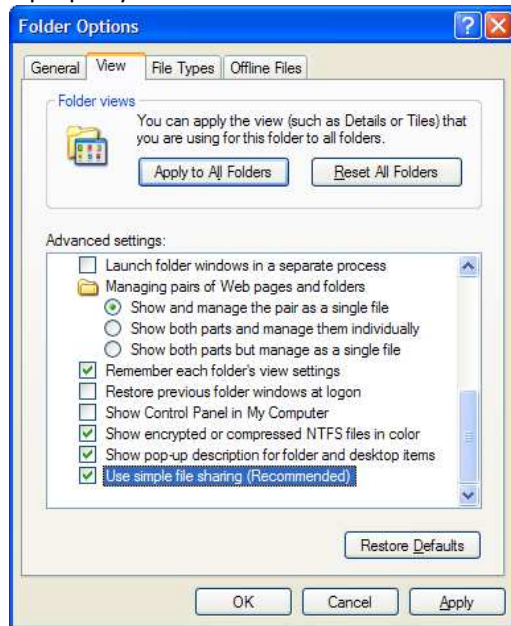 Folder Options
General View File Types Offline Files
Folder views
You can apply the view (such as Details or Tiles) that
you are using for this folder to all folders.
Apply to All Folders Reset All Folders
Advanced settings:
Launch folder windows in a separate process
Managing pairs of Web pages and folders
Show and manage the pair as a single file
Show both parts and manage them individually
Show both parts but manage as a single file
Remember each folder's view settings
Restore previous folder windows at logon
Show Control Panel in My Computer
Show encrypted or compressed NTFS files in color
Show pop-up description for folder and desktop items
Use simple file sharing (Recommended)
Restore Defaults
OK Cancel Apply